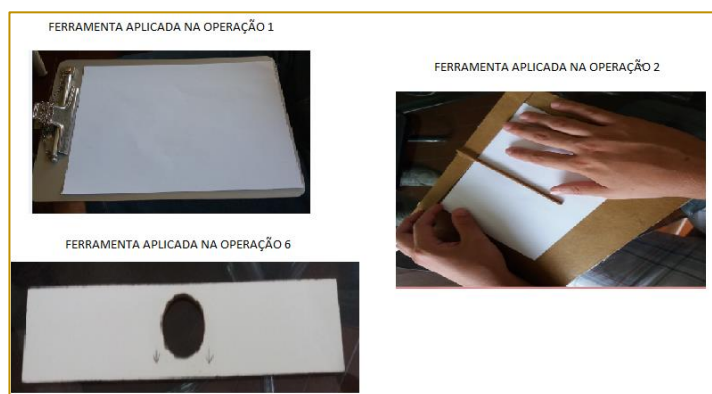 FERRAMENTA APLICADA NA OPERAÇÃO 1
FERRAMENTA APLICADA NA OPERAÇÃO 2
FERRAMENTA APLICADA NA OPERAÇÃO 6